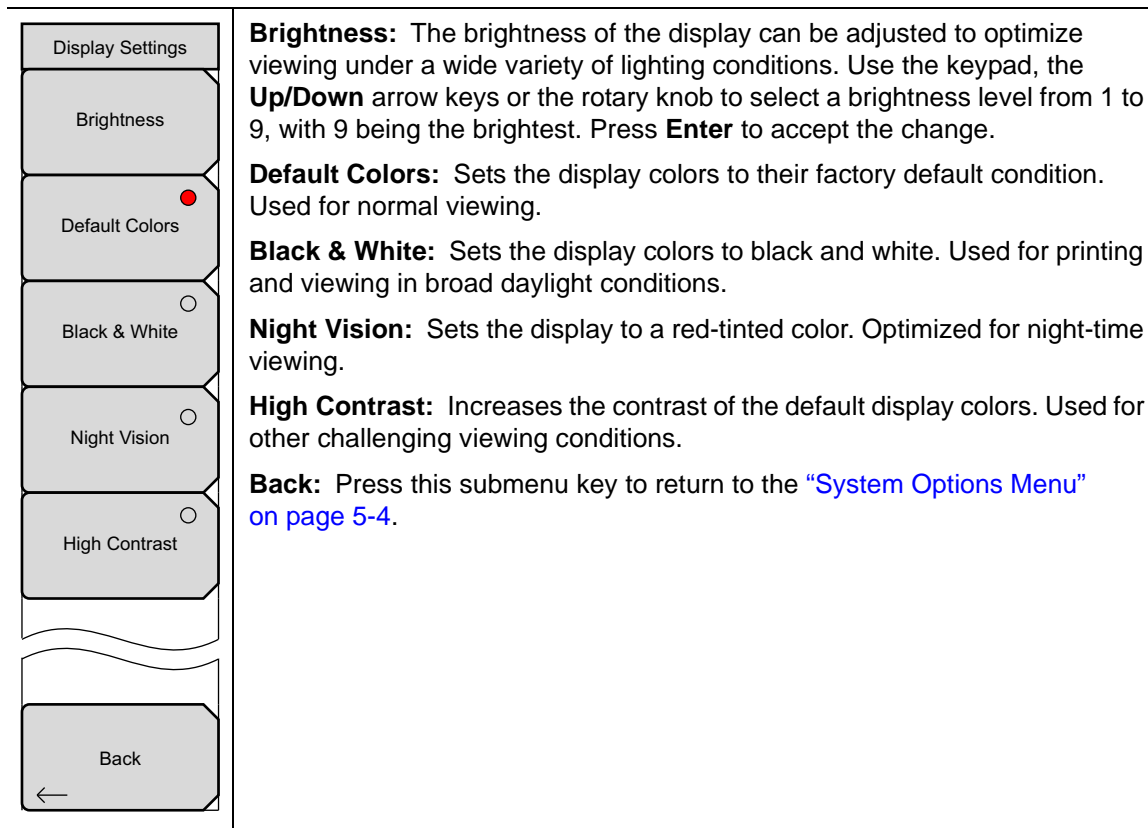 Display Settings
Brightness
Default Colors
Black & White
Night Vision
High Contrast
Back
Brightness: The brightness of the display can be adjusted to optimize
viewing under a wide variety of lighting conditions. Use the keypad, the
Up/Down arrow keys or the rotary knob to select a brightness level from 1 to
9, with 9 being the brightest. Press Enter to accept the change.
Default Colors: Sets the display colors to their factory default condition.
Used for normal viewing.
Black & White: Sets the display colors to black and white. Used for printing
and viewing in broad daylight conditions.
Night Vision: Sets the display to a red-tinted color. Optimized for night-time
viewing.
High Contrast: Increases the contrast of the default display colors. Used for
other challenging viewing conditions.
Back: Press this submenu key to return to the “System Options Menu”
on page 5-4.